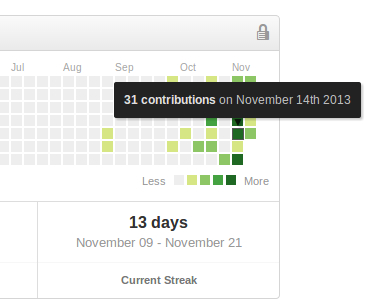 Jul Aug Sep Oct Nov
31 contributions on November 14th 2013
Less More
13 days
November 09 - November 21
Current Streak